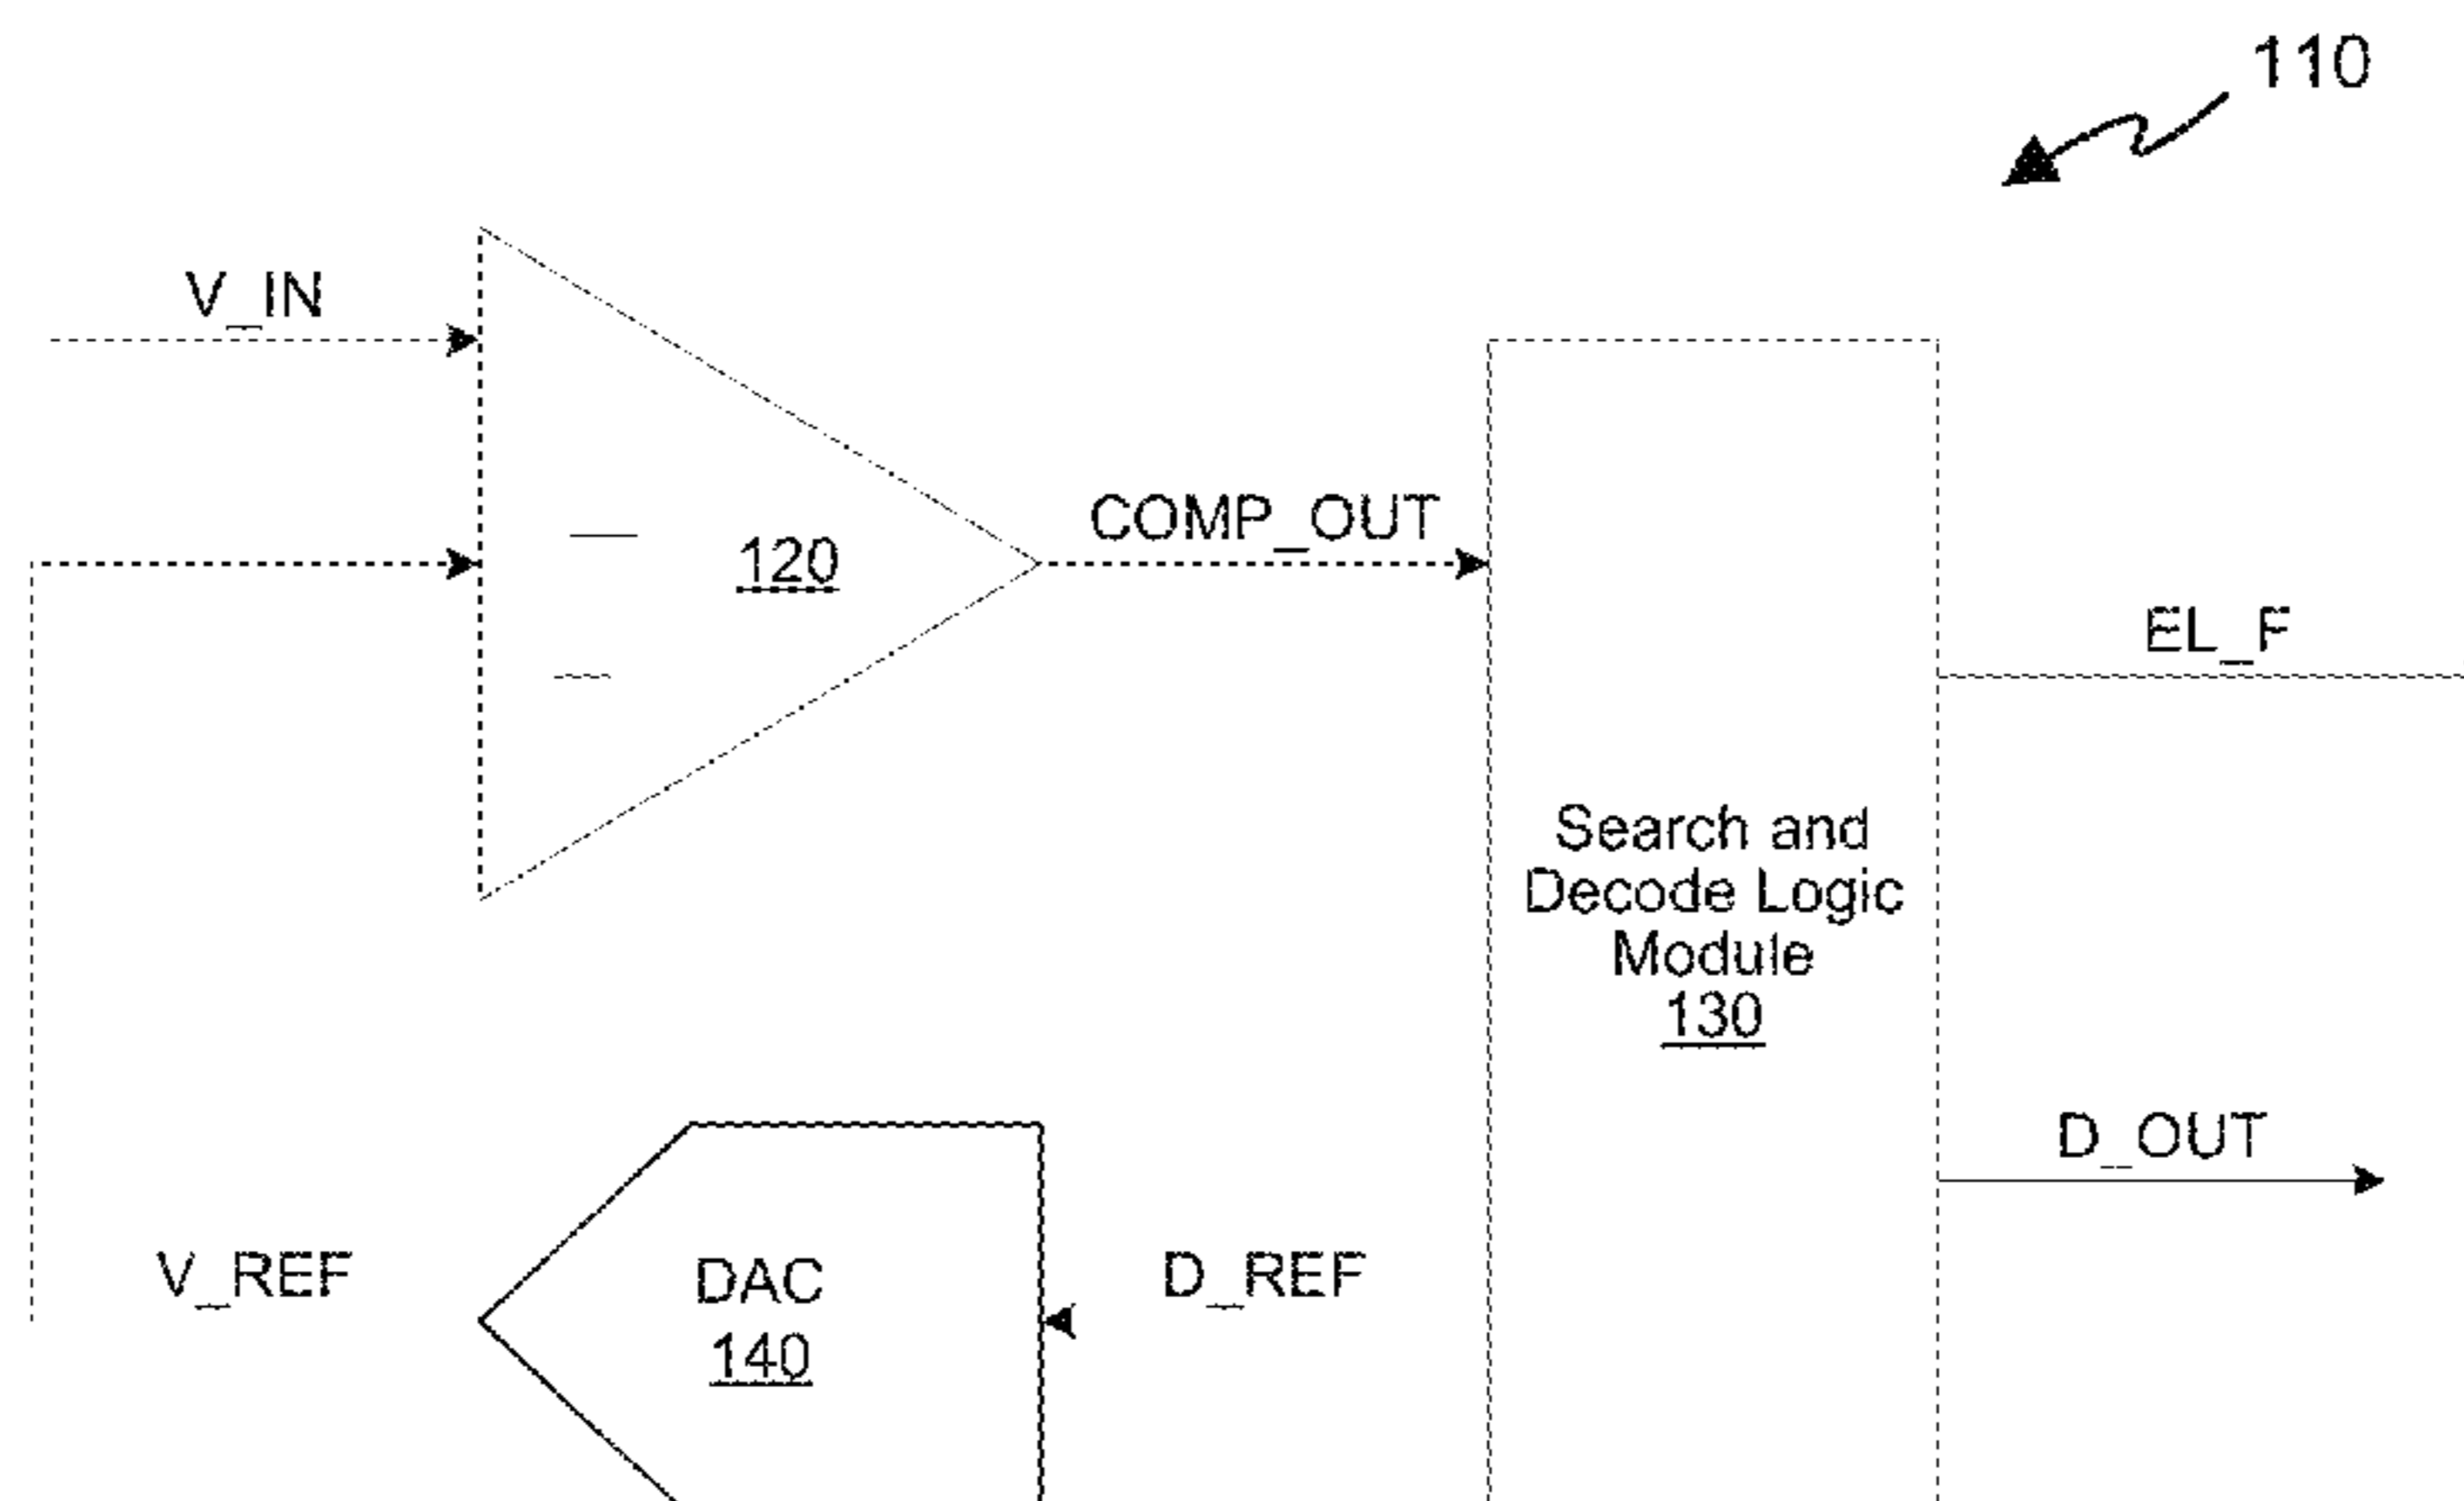 110
V_IN
COMP_OUT
120
EL_F
Search and
Decode Logic
Module
130
D_OUT
V_REF
DAC
140
D_REF